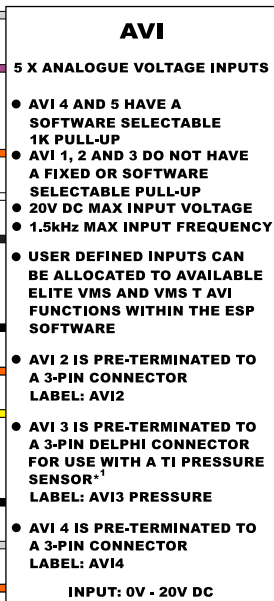 AVI
5 X ANALOGUE VOLTAGE INPUTS
● AVI 4 AND 5 HAVE A
SOFTWARE SELECTABLE
1K PULL-UP
● AVI 1, 2 AND 3 DO NOT HAVE
A FIXED OR SOFTWARE
SELECTABLE PULL-UP
● 20V DC MAX INPUT VOLTAGE
● 1.5kHz MAX INPUT FREQUENCY
● USER DEFINED INPUTS CAN
BE ALLOCATED TO AVAILABLE
ELITE VMS AND VMS T AVI
FUNCTIONS WITHIN THE ESP
SOFTWARE
● AVI 2 IS PRE-TERMINATED TO
A 3-PIN CONNECTOR
LABEL: AVI2
● AVI 3 IS PRE-TERMINATED TO
A 3-PIN DELPHI CONNECTOR
FOR USE WITH A TI PRESSURE
SENSOR*¹
LABEL: AVI3 PRESSURE
● AVI 4 IS PRE-TERMINATED TO
A 3-PIN CONNECTOR
LABEL: AVI4
INPUT: 0V - 20V DC